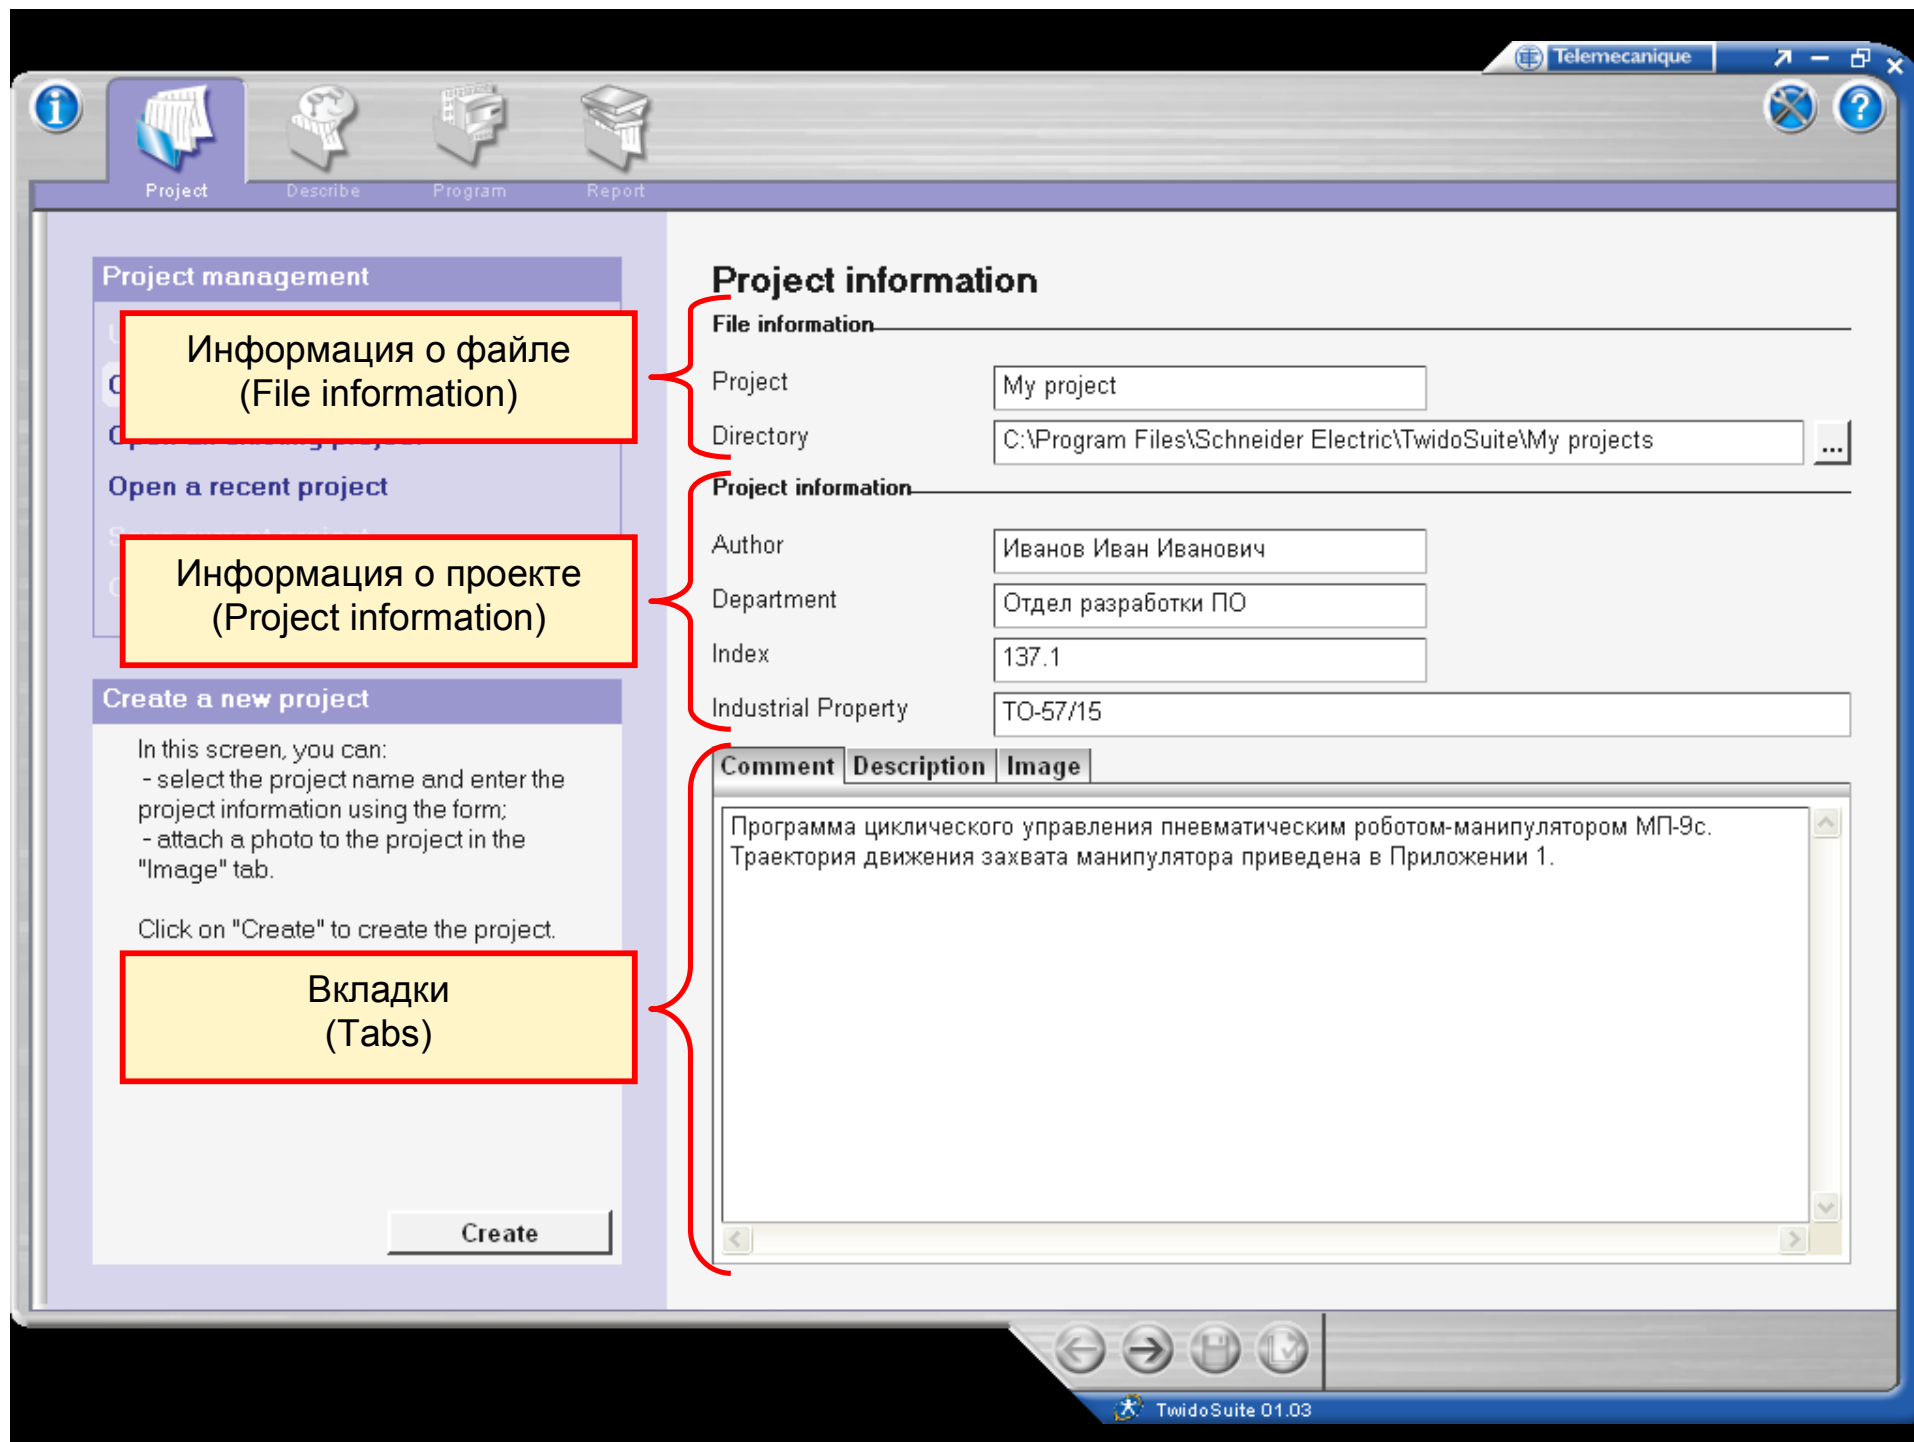 Telemecanique
Project
Describe
Program
Report
Project management
Информация о файле
(File information)
Open a recent project
Информация о проекте
(Project information)
Create a new project
In this screen, you can:
- select the project name and enter the
project information using the form;
- attach a photo to the project in the
"Image" tab.
Click on "Create" to create the project.
Вкладки
(Tabs)
Create
Project information
File information
Project
My project
Directory
C:\Program Files\Schneider Electric\TwidoSuite\My projects
...
Project information
Author
Иванов Иван Иванович
Department
Отдел разработки ПО
Index
137.1
Industrial Property
ТО-57/15
Comment
Description
Image
Программа циклического управления пневматическим роботом-манипулятором МП-9с.
Траектория движения захвата манипулятора приведена в Приложении 1.
TwidoSuite 01.03